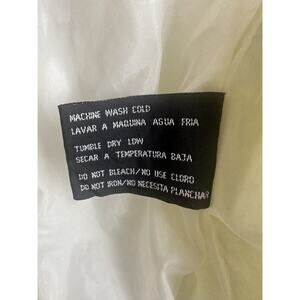 MACHINE WASH COLD
LAVAR A MAQUINA AGUA FRIA
TUMBLE DRY LOW
SECAR A TEMPERATURA BAJA
DO NOT BLEACH/NO USE CLORO
DO NOT IRON/NO NECESITA PLANCHAR